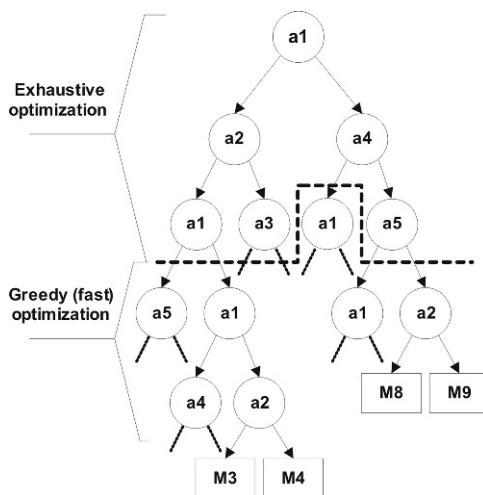 a1
Exhaustive
optimization
a2
a4
a1
a3
a1
a5
Greedy (fast)
optimization
a5
a1
a1
a2
a4
a2
M8
M9
M3
M4